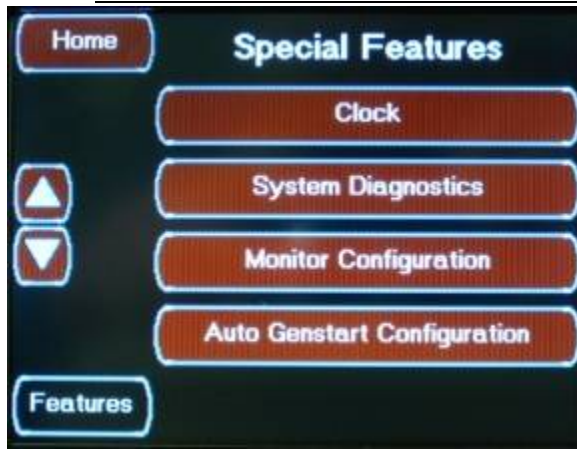 Home
Special Features
Clock
System Diagnostics
Monitor Configuration
Auto Genstart Configuration
Features